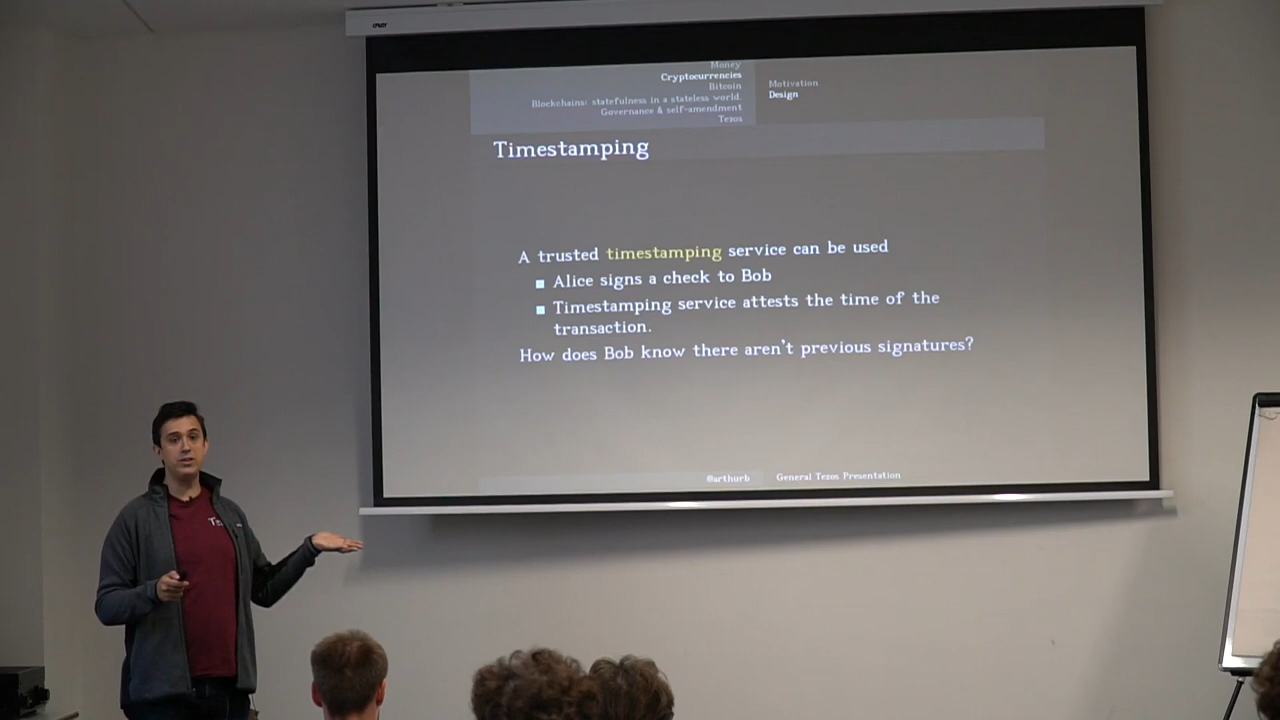 Money
Cryptocurrencies
Bitcoin
Blockchains: statefulness in a stateless world.
Governance & self-amendment
Tezos
Motivation
Design
Timestamping
A trusted timestamping service can be used
Alice signs a check to Bob
Timestamping service attests the time of the
transaction.
How does Bob know there aren't previous signatures?
@arthurb
General Tezos Presentation